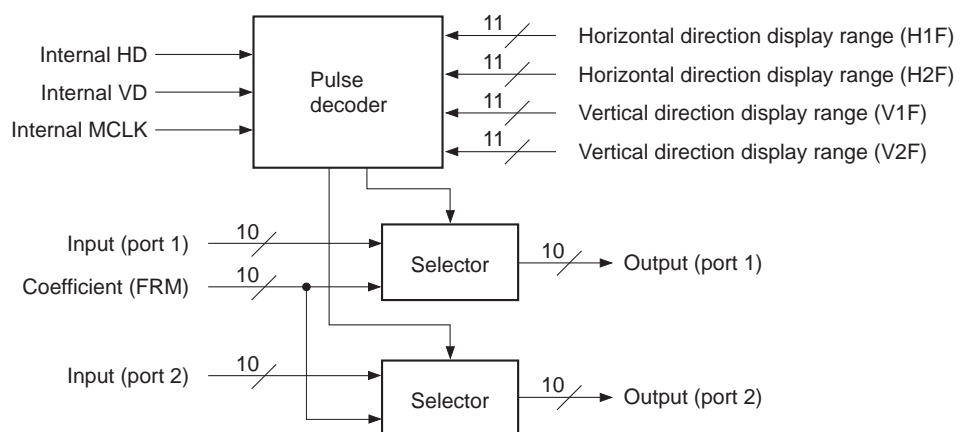 11
Horizontal direction display range (H1F)
Internal HD
Pulse
decoder
11
Horizontal direction display range (H2F)
Internal VD
11
Vertical direction display range (V1F)
Internal MCLK
11
Vertical direction display range (V2F)
Input (port 1)
10
Selector
10
Output (port 1)
Coefficient (FRM)
10
Input (port 2)
10
Selector
10
Output (port 2)